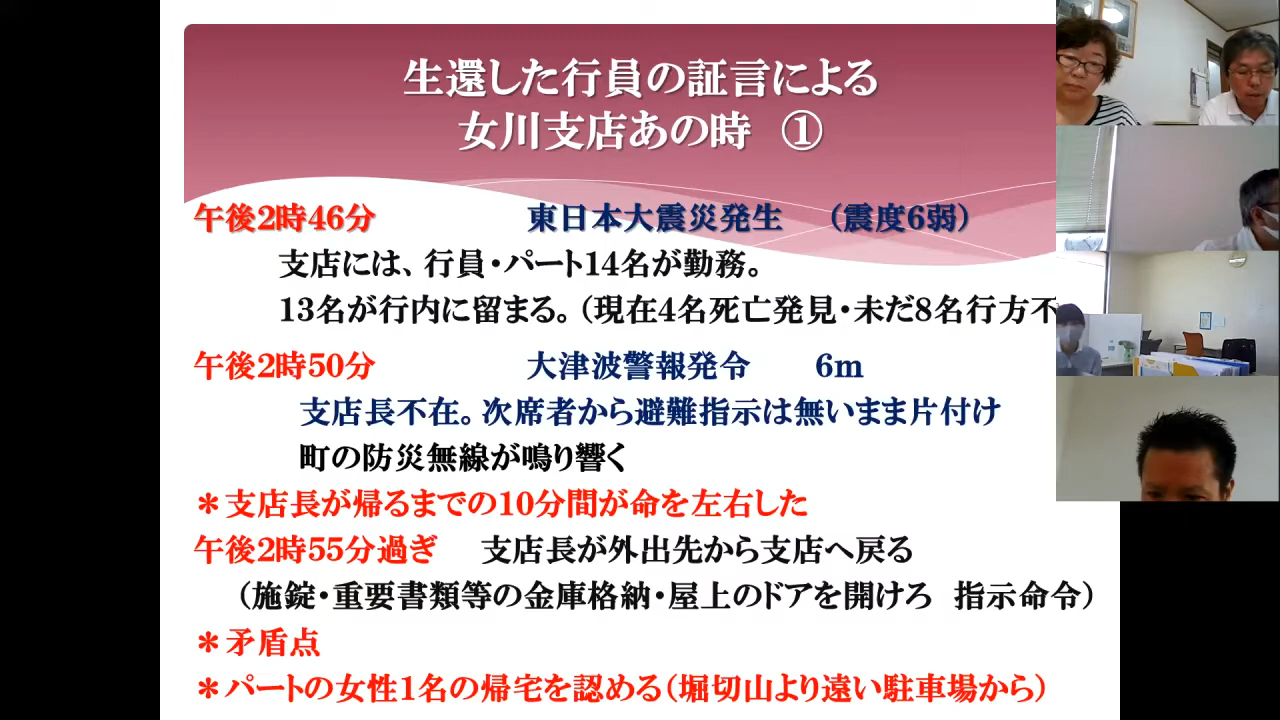 生還した行員の証言による
女川支店あの時　①
午後2時46分　東日本大震災発生　（震度6弱）
支店には、行員・パート14名が勤務。
13名が行内に留まる。（現在4名死亡発見・未だ8名行方不
午後2時50分　大津波警報発令　6m
支店長不在。次席者から避難指示は無いまま片付け
町の防災無線が鳴り響く
＊支店長が帰るまでの10分間が命を左右した
午後2時55分過ぎ　支店長が外出先から支店へ戻る
（施錠・重要書類等の金庫格納・屋上のドアを開けろ　指示命令）
＊矛盾点
＊パートの女性1名の帰宅を認める（堀切山より遠い駐車場から）